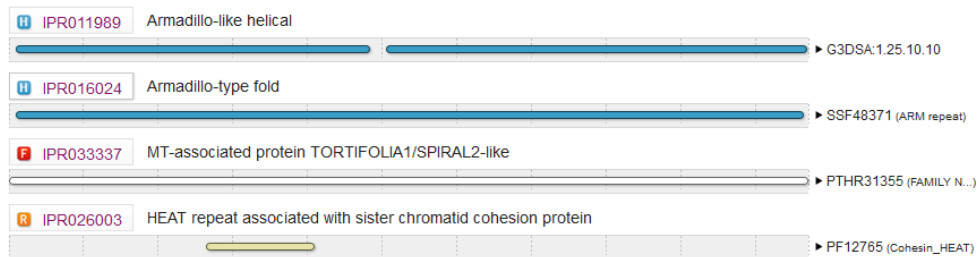 H IPR011989 Armadillo-like helical
G3DSA:1.25.10.10
H IPR016024 Armadillo-type fold
SSF48371 (ARM repeat)
F IPR033337 MT-associated protein TORTIFOLIA1/SPIRAL2-like
PTHR31355 (FAMILY N...)
R IPR026003 HEAT repeat associated with sister chromatid cohesion protein
PF12765 (Cohesin_HEAT)